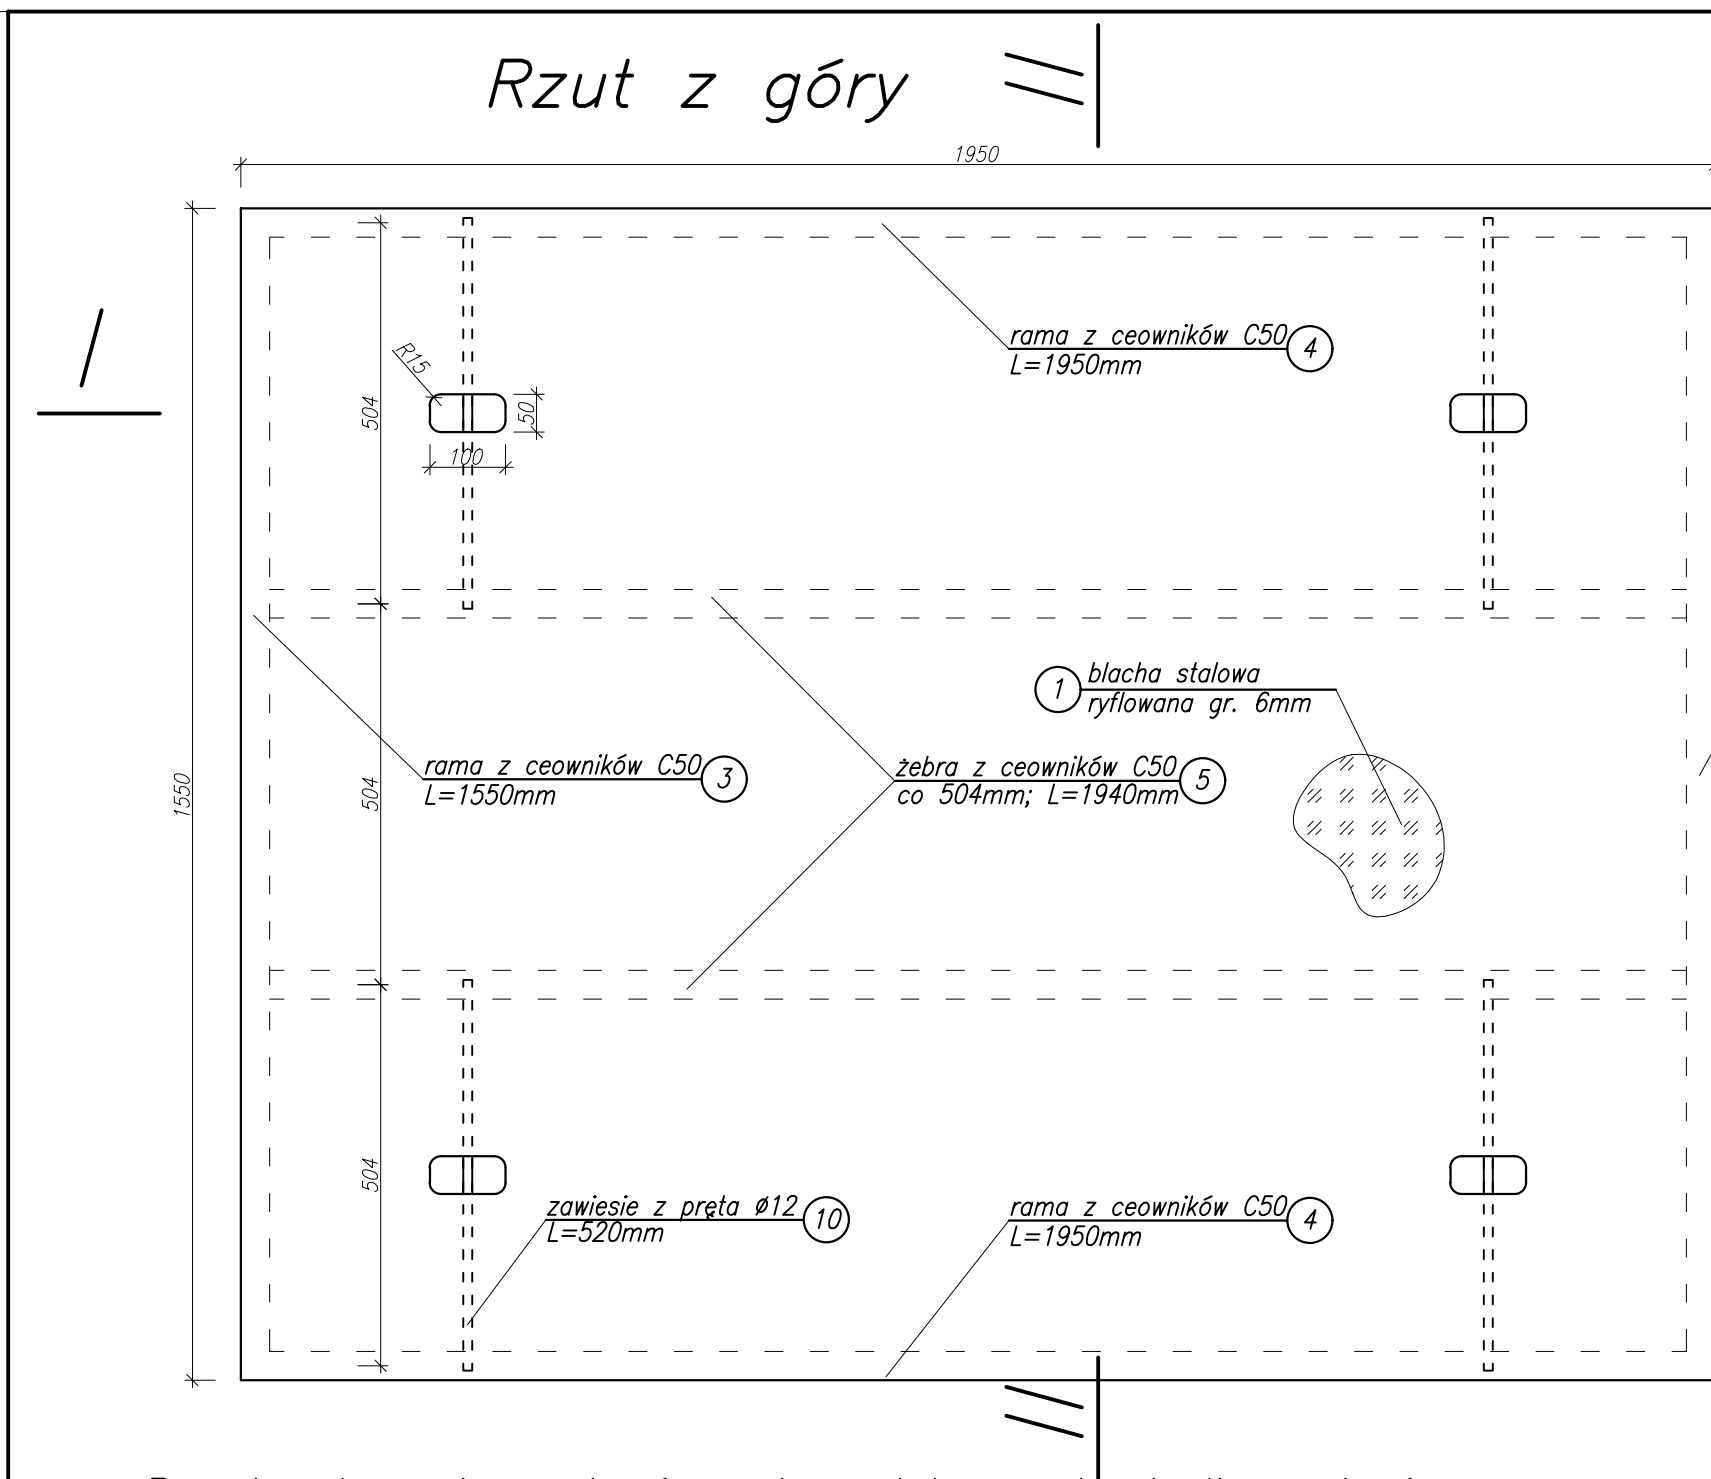 Rzut z góry
1950
504
R15
rama z ceowników C50 4
L=1950mm
50
100
1 blacha stalowa
ryflowana gr. 6mm
1550
504
rama z ceowników C50 3
L=1550mm
żebra z ceowników C50 5
co 504mm; L=1940mm
504
zawiesie z pręta ø12 10
L=520mm
rama z ceowników C50 4
L=1950mm